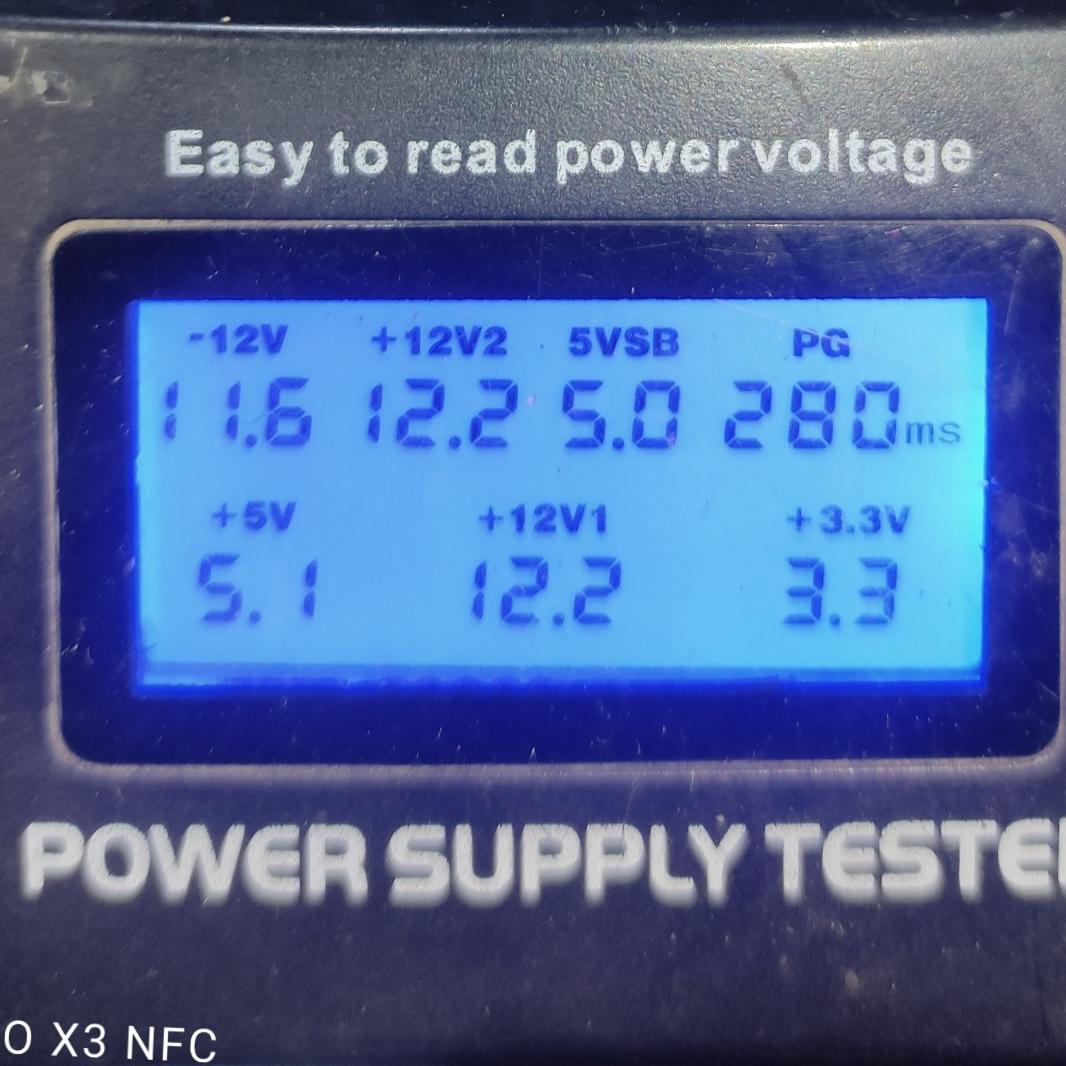 Easy to read power voltage
-12V +12V2 5VSB PG
11.6 12.2 5.0 280ms
+5V +12V1 +3.3V
5.1 12.2 3.3
POWER SUPPLY TESTE
O X3 NFC